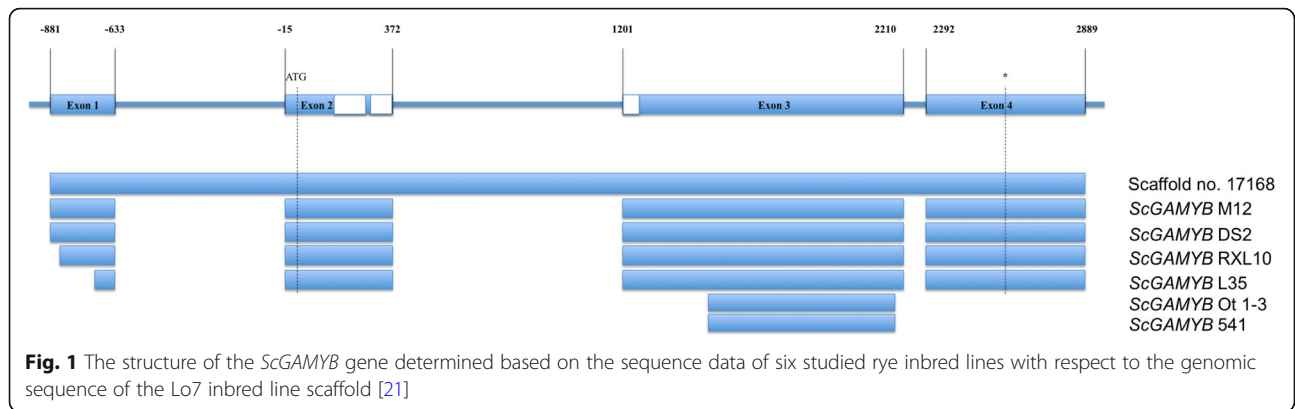 -881 -633 -15 372 1201 2210 2292 2889
ATG *
Exon 1 Exon 2 Exon 3 Exon 4
Scaffold no. 17168
ScGAMYB M12
ScGAMYB DS2
ScGAMYB RXL10
ScGAMYB L35
ScGAMYB Ot 1-3
ScGAMYB 541
Fig. 1 The structure of the ScGAMYB gene determined based on the sequence data of six studied rye inbred lines with respect to the genomic
sequence of the Lo7 inbred line scaffold [21]